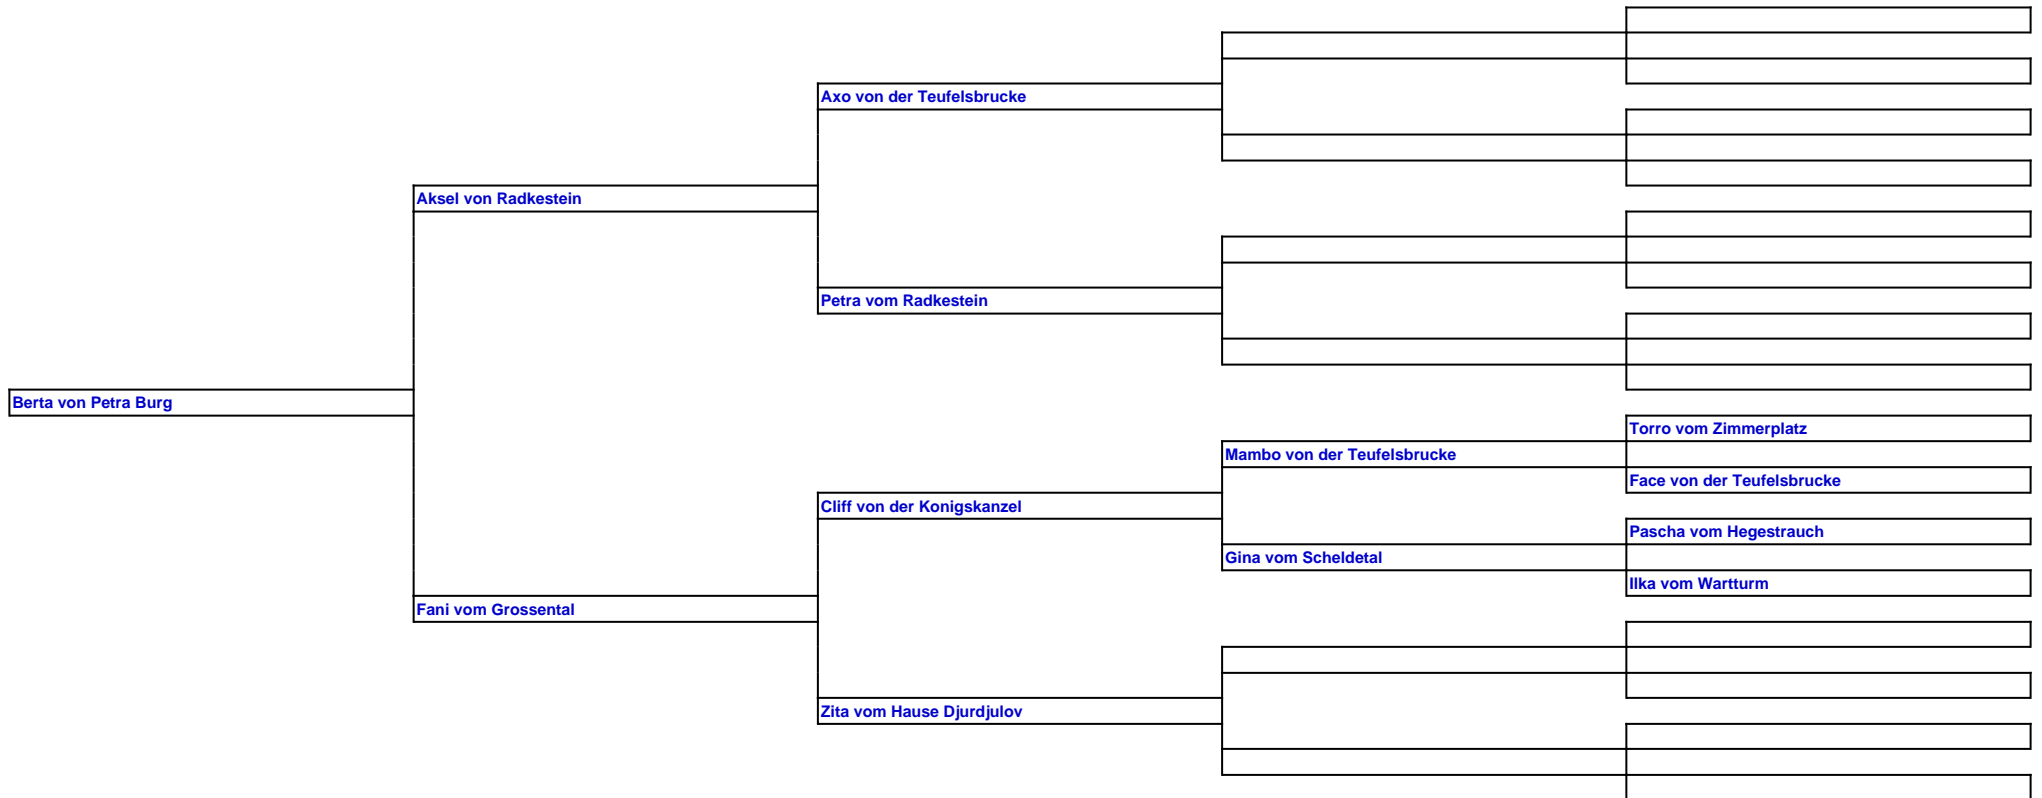 Axo von der Teufelsbrucke
Aksel von Radkestein
Petra vom Radkestein
Berta von Petra Burg
Torro vom Zimmerplatz
Mambo von der Teufelsbrucke
Face von der Teufelsbrucke
Cliff von der Konigskanzel
Pascha vom Hegestrauch
Gina vom Scheldetal
Ilka vom Wartturm
Fani vom Grossental
Zita vom Hause Djurdjulov